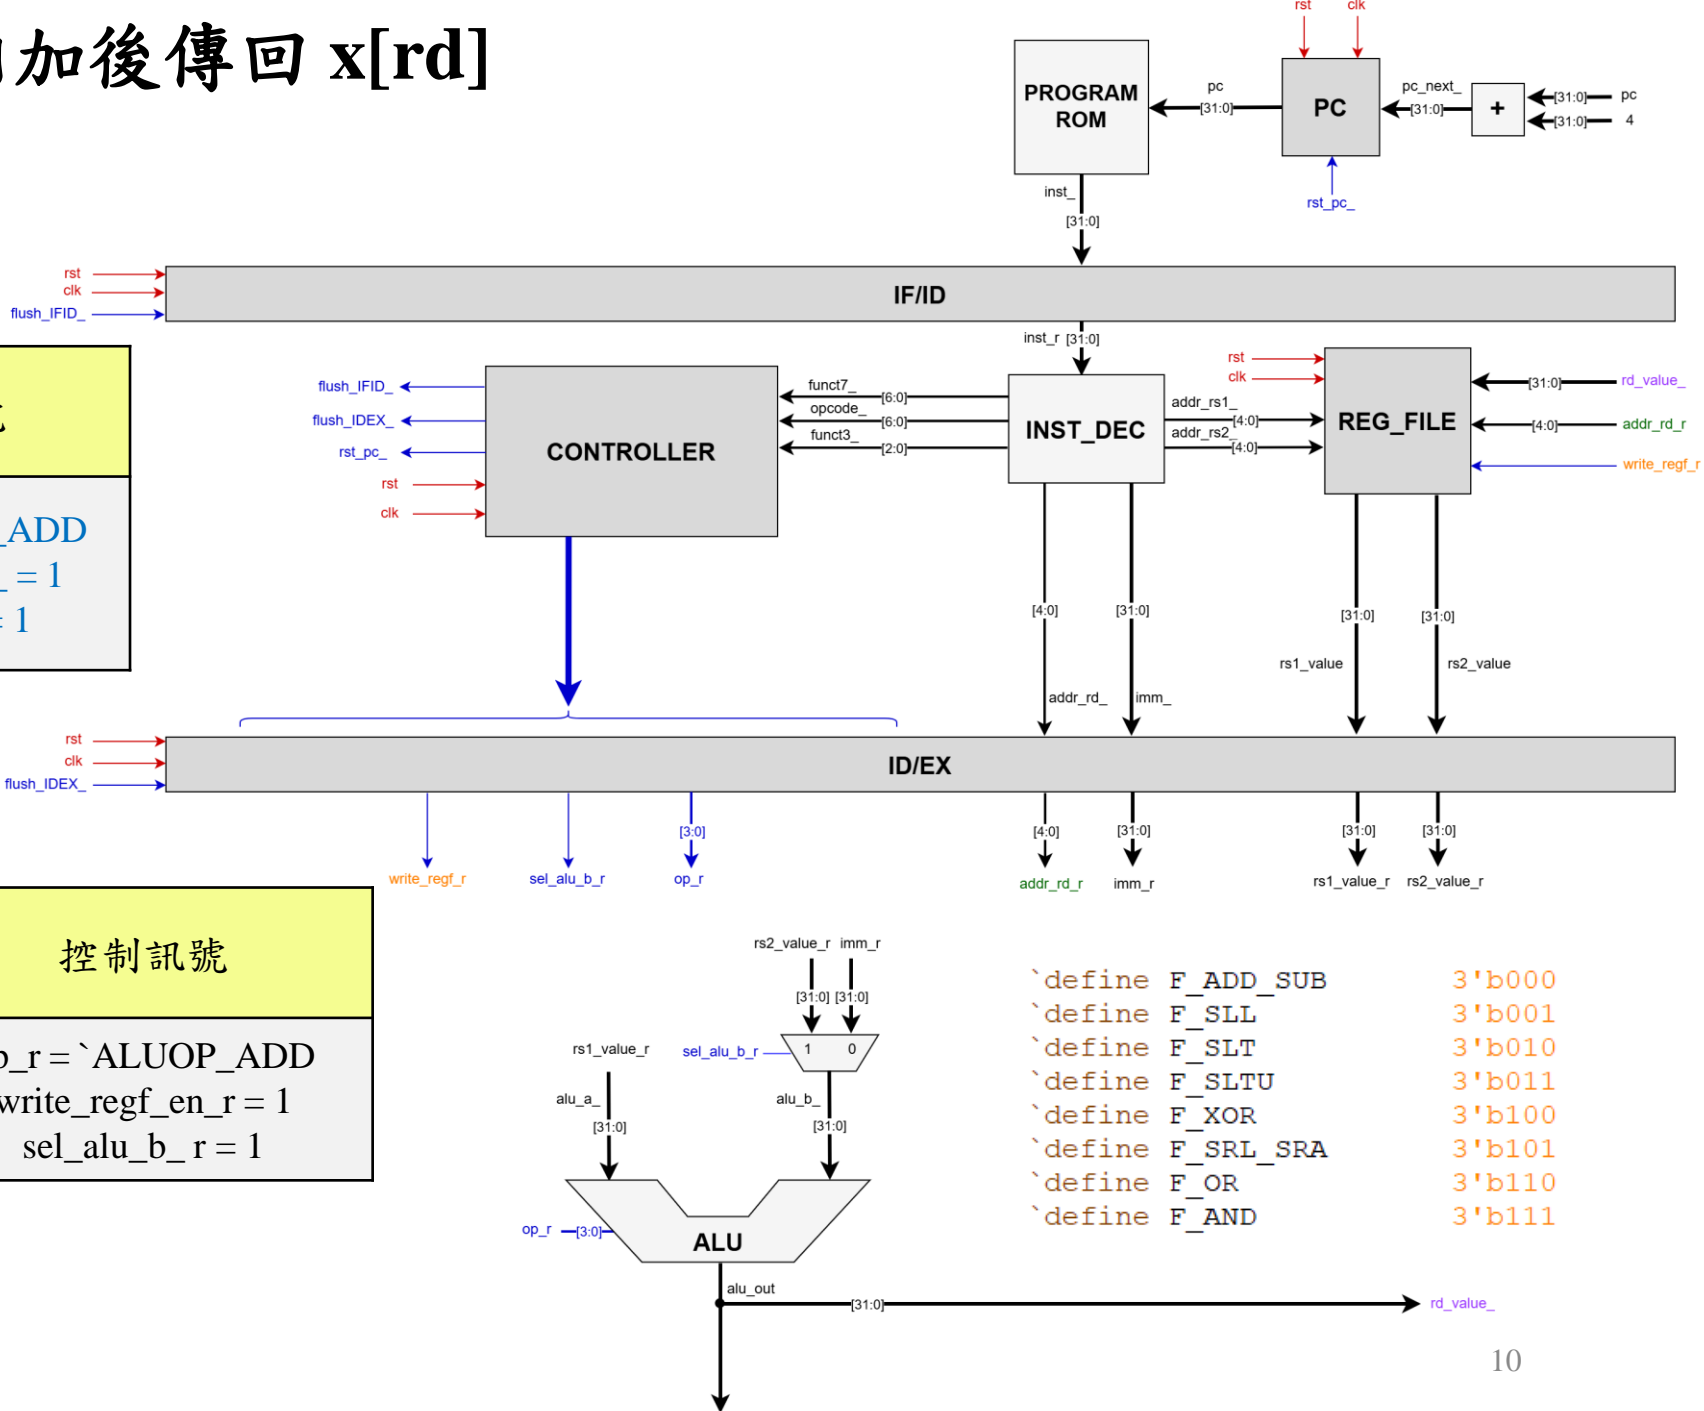 加後傳回 x[rd]
rst clk
PROGRAM
ROM
pc
[31:0]
PC
pc_next_
[31:0]
+
[31:0] pc
[31:0] 4
rst_pc_
inst_
[31:0]
rst
clk
flush_IFID_
IF/ID
inst_r [31:0]
flush_IFID_
flush_IDEX_
rst_pc_
rst
clk
CONTROLLER
funct7_
[6:0]
opcode_
[6:0]
funct3_
[2:0]
INST_DEC
addr_rs1_
[4:0]
addr_rs2_
[4:0]
rst
clk
REG_FILE
[31:0] rd_value_
[4:0] addr_rd_r
write_regf_r
_ADD
_ = 1
= 1
[4:0] [31:0] [31:0] [31:0]
rs1_value rs2_value
addr_rd_ imm_
rst
clk
flush_IDEX_
ID/EX
[3:0] [4:0] [31:0] [31:0] [31:0]
write_regf_r sel_alu_b_r op_r addr_rd_r imm_r rs1_value_r rs2_value_r
控制訊號
p_r = `ALUOP_ADD
write_regf_en_r = 1
sel_alu_b_ r = 1
rs2_value_r imm_r
[31:0] [31:0]
sel_alu_b_r 1 0
rs1_value_r
alu_a_
[31:0]
alu_b_
[31:0]
op_r [3:0]
ALU
alu_out
[31:0] rd_value_
`define F_ADD_SUB 3'b000
`define F_SLL 3'b001
`define F_SLT 3'b010
`define F_SLTU 3'b011
`define F_XOR 3'b100
`define F_SRL_SRA 3'b101
`define F_OR 3'b110
`define F_AND 3'b111
10